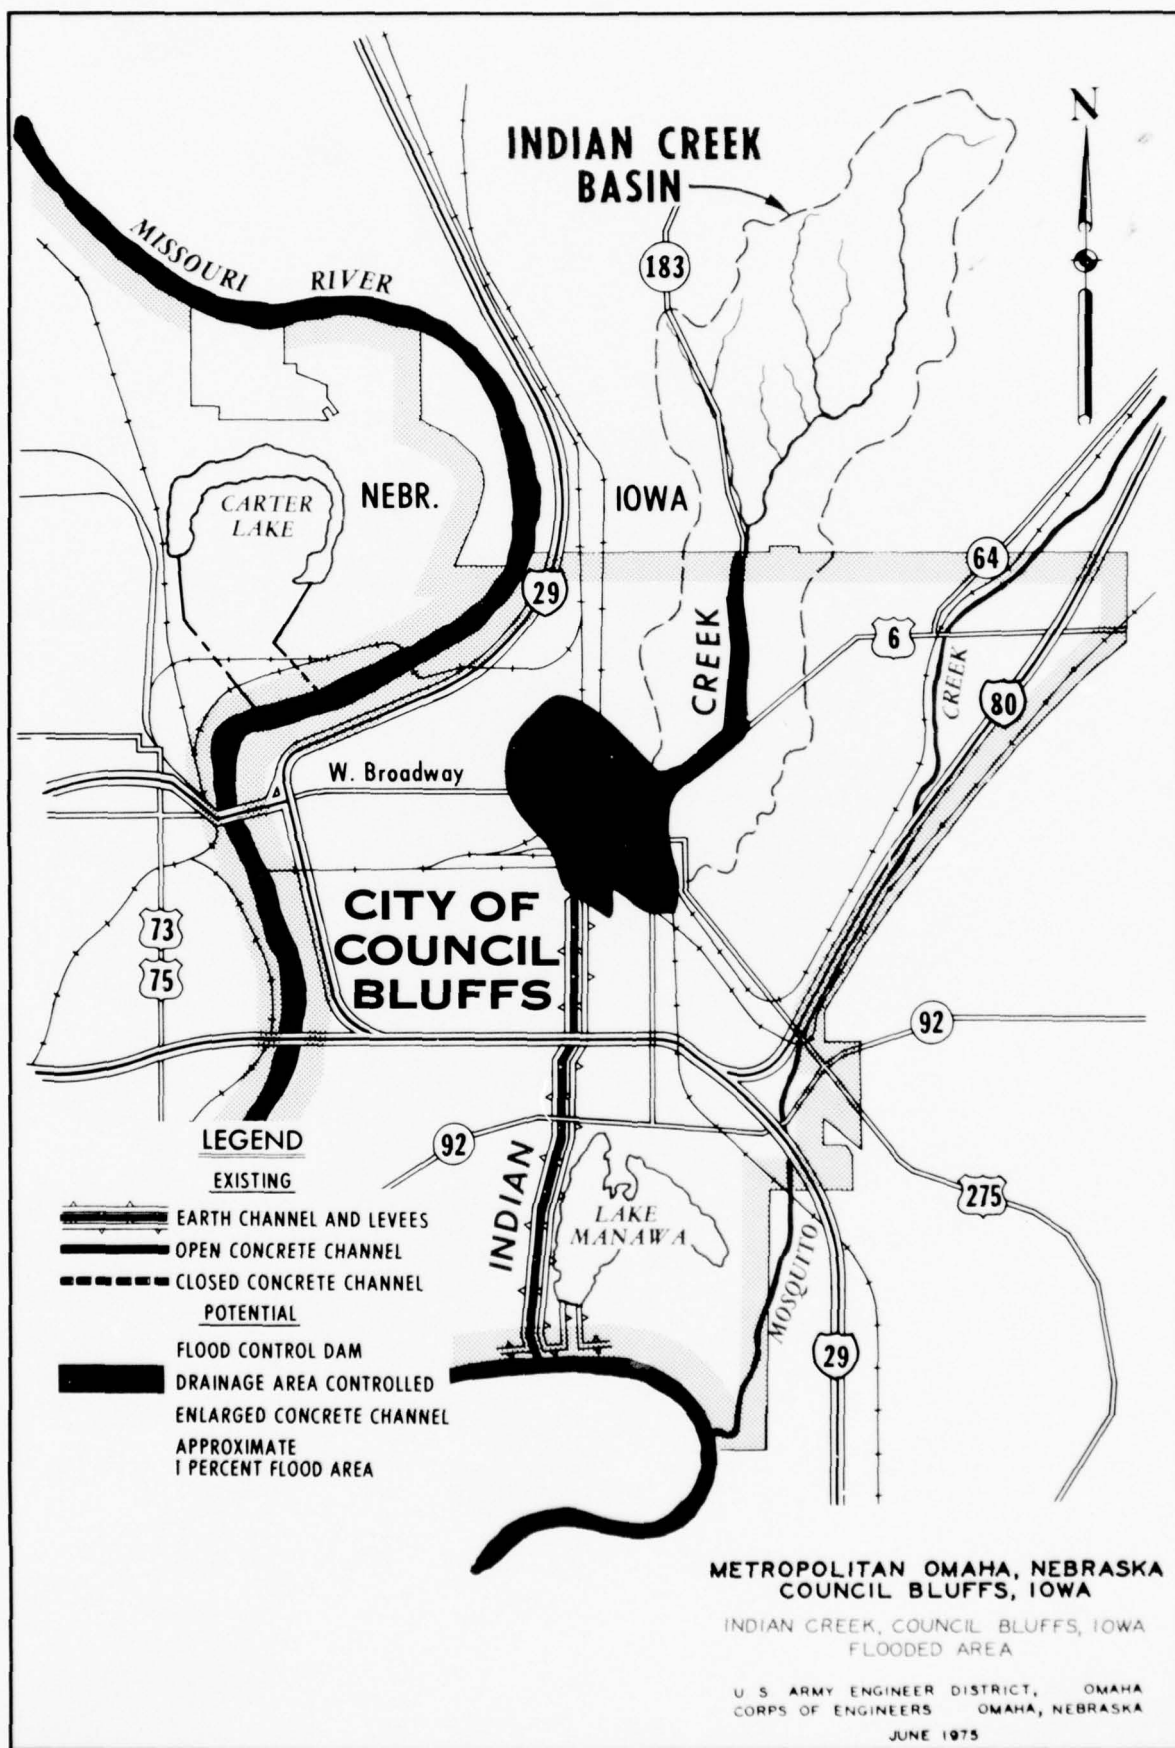 INDIAN CREEK
BASIN
N
183
MISSOURI RIVER
CARTER
LAKE
NEBR.
IOWA
64
29
6
CREEK
CREEK
80
W. Broadway
CITY OF
COUNCIL
BLUFFS
73
75
92
92
INDIAN
LAKE
MANAWA
275
MOSQUITO
29
LEGEND
EXISTING
EARTH CHANNEL AND LEVEES
OPEN CONCRETE CHANNEL
CLOSED CONCRETE CHANNEL
POTENTIAL
FLOOD CONTROL DAM
DRAINAGE AREA CONTROLLED
ENLARGED CONCRETE CHANNEL
APPROXIMATE
1 PERCENT FLOOD AREA
METROPOLITAN OMAHA, NEBRASKA
COUNCIL BLUFFS, IOWA
INDIAN CREEK, COUNCIL BLUFFS, IOWA
FLOODED AREA
U S ARMY ENGINEER DISTRICT, OMAHA
CORPS OF ENGINEERS OMAHA, NEBRASKA
JUNE 1975